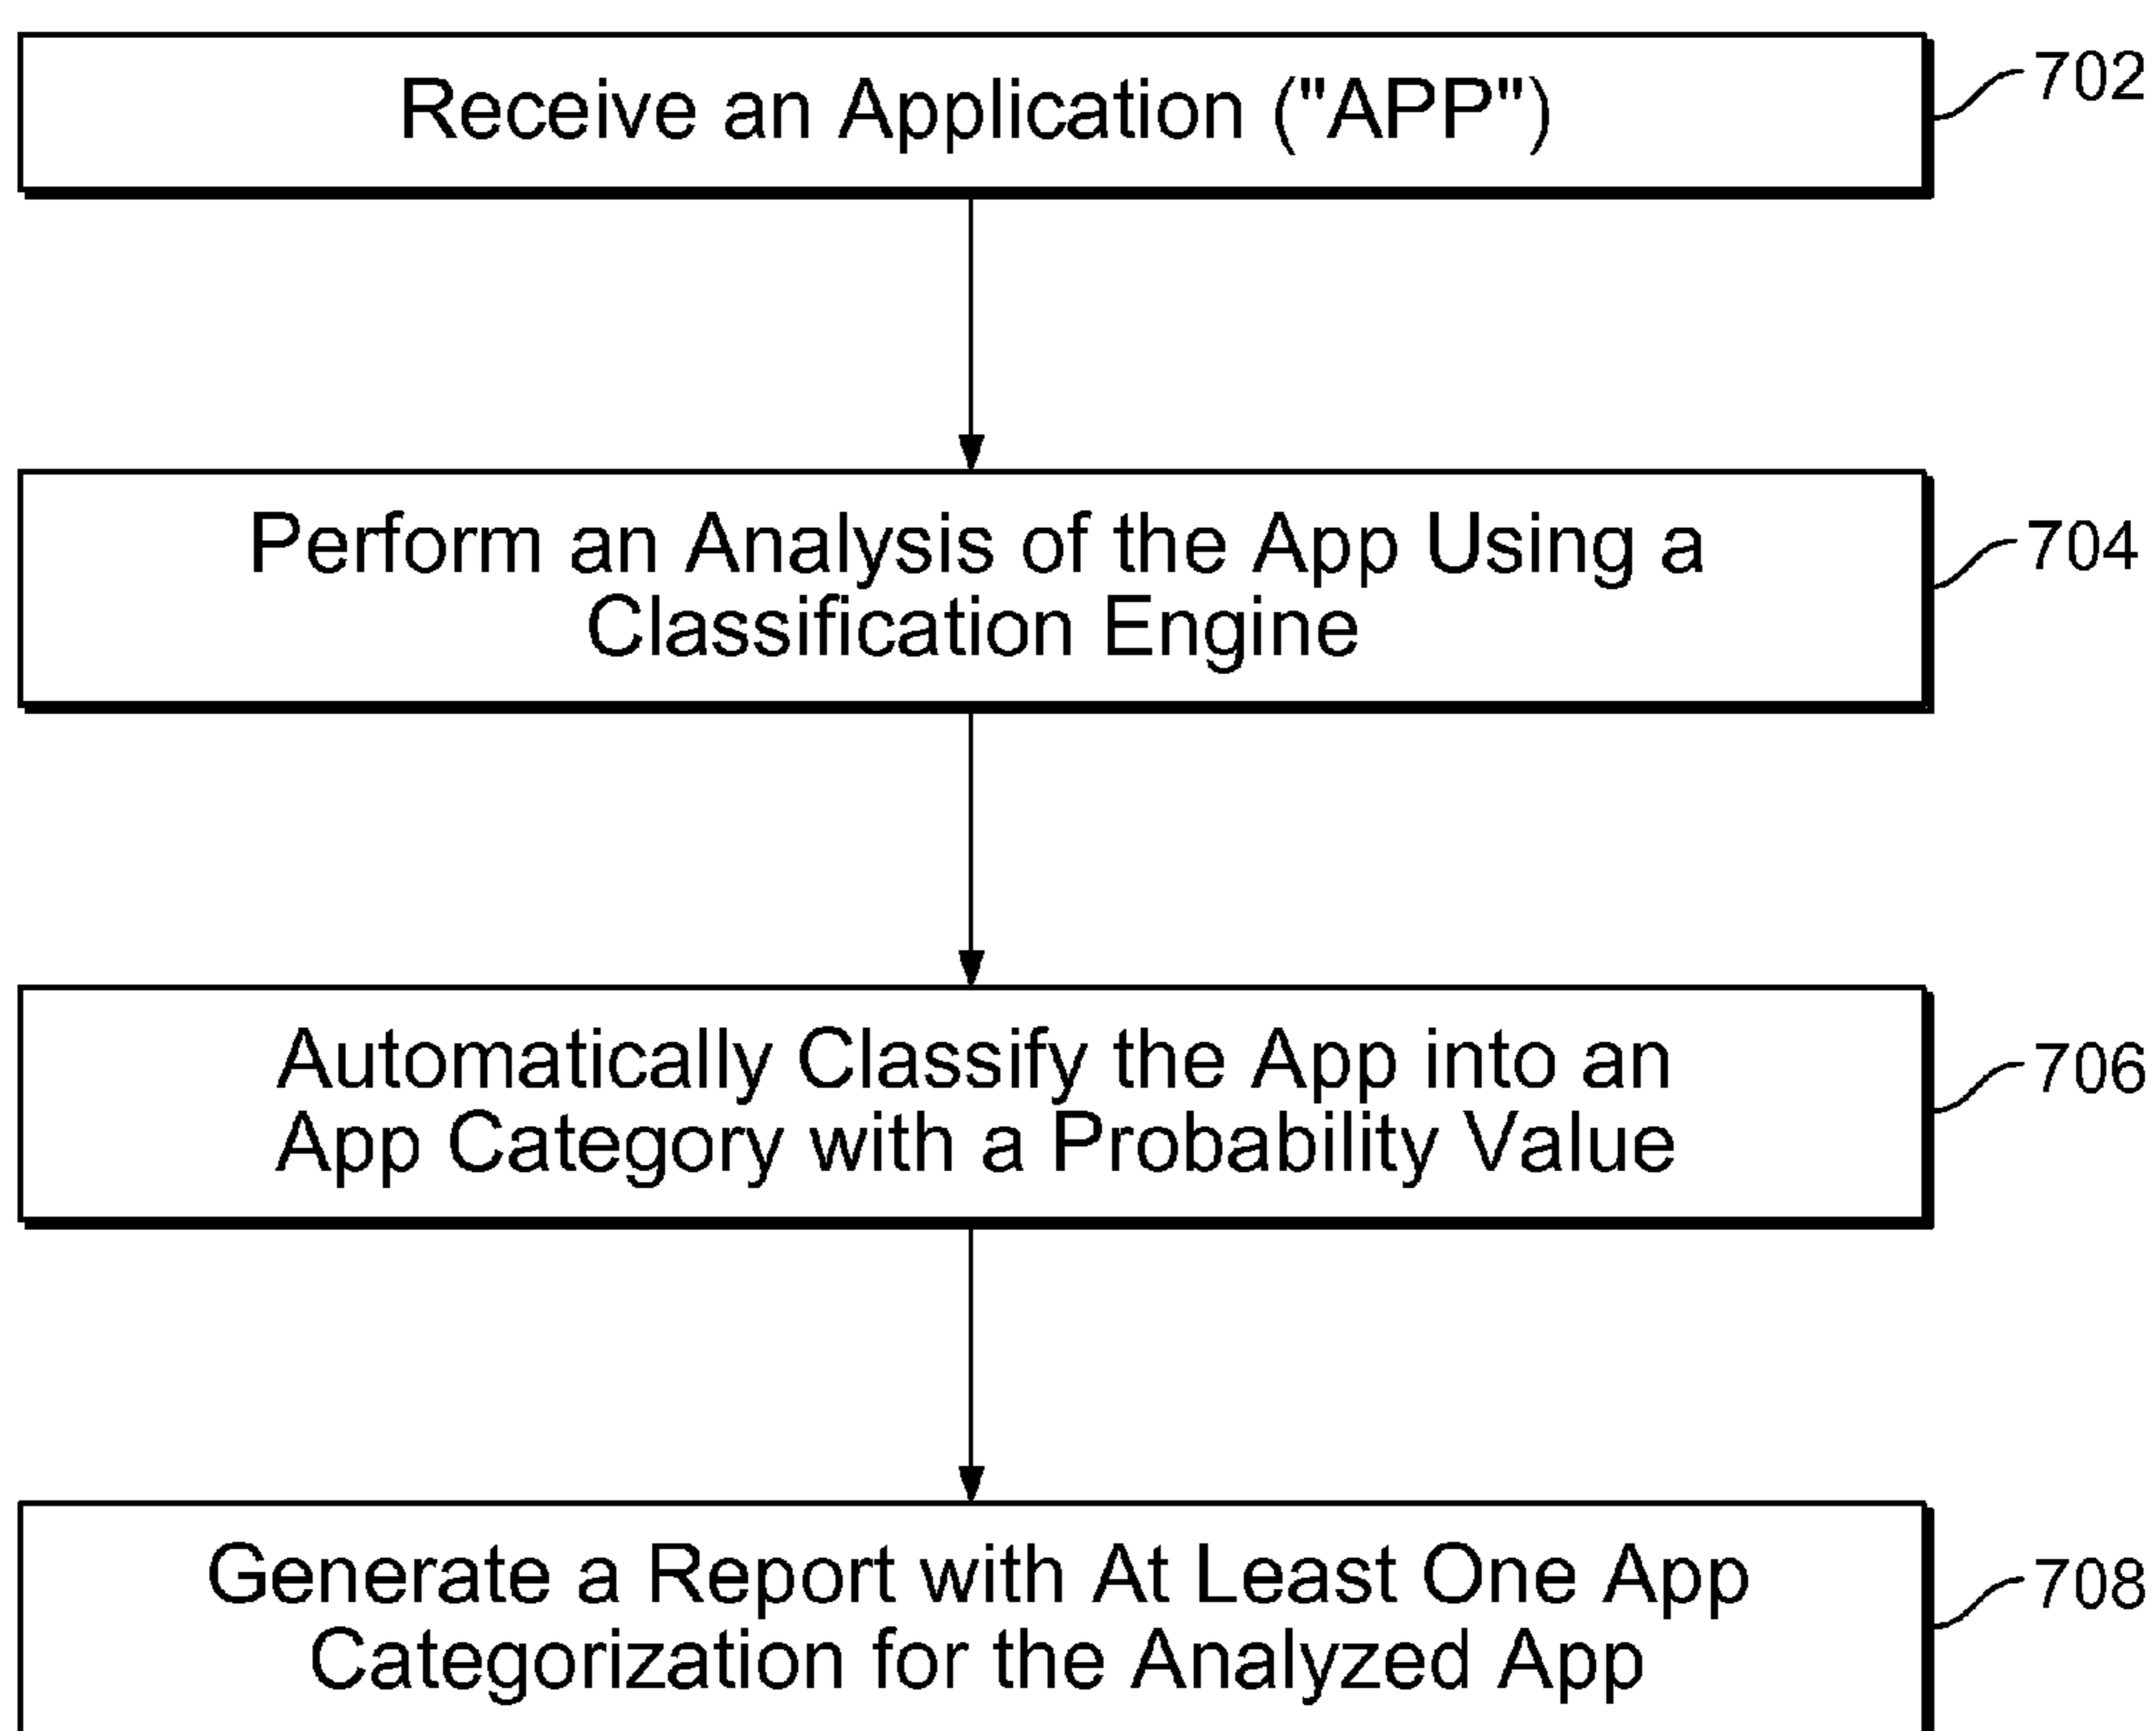 Receive an Application ("APP")
702
Perform an Analysis of the App Using a
Classification Engine
704
Automatically Classify the App into an
App Category with a Probability Value
706
Generate a Report with At Least One App
Categorization for the Analyzed App
708